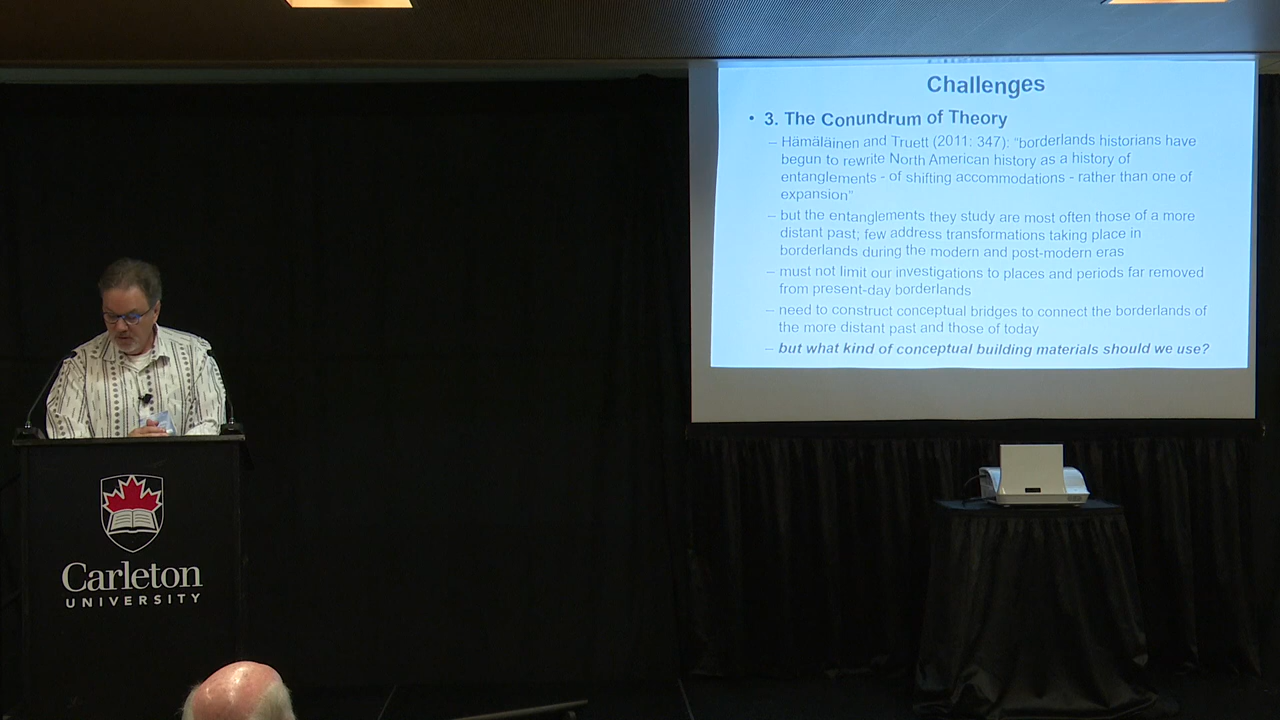 Challenges
• 3. The Conundrum of Theory
– Hämäläinen and Truett (2011: 347): "borderlands historians have
begun to rewrite North American history as a history of
entanglements - of shifting accommodations - rather than one of
expansion"
– but the entanglements they study are most often those of a more
distant past; few address transformations taking place in
borderlands during the modern and post-modern eras
– must not limit our investigations to places and periods far removed
from present-day borderlands
– need to construct conceptual bridges to connect the borderlands of
the more distant past and those of today
– but what kind of conceptual building materials should we use?
Carleton
UNIVERSITY